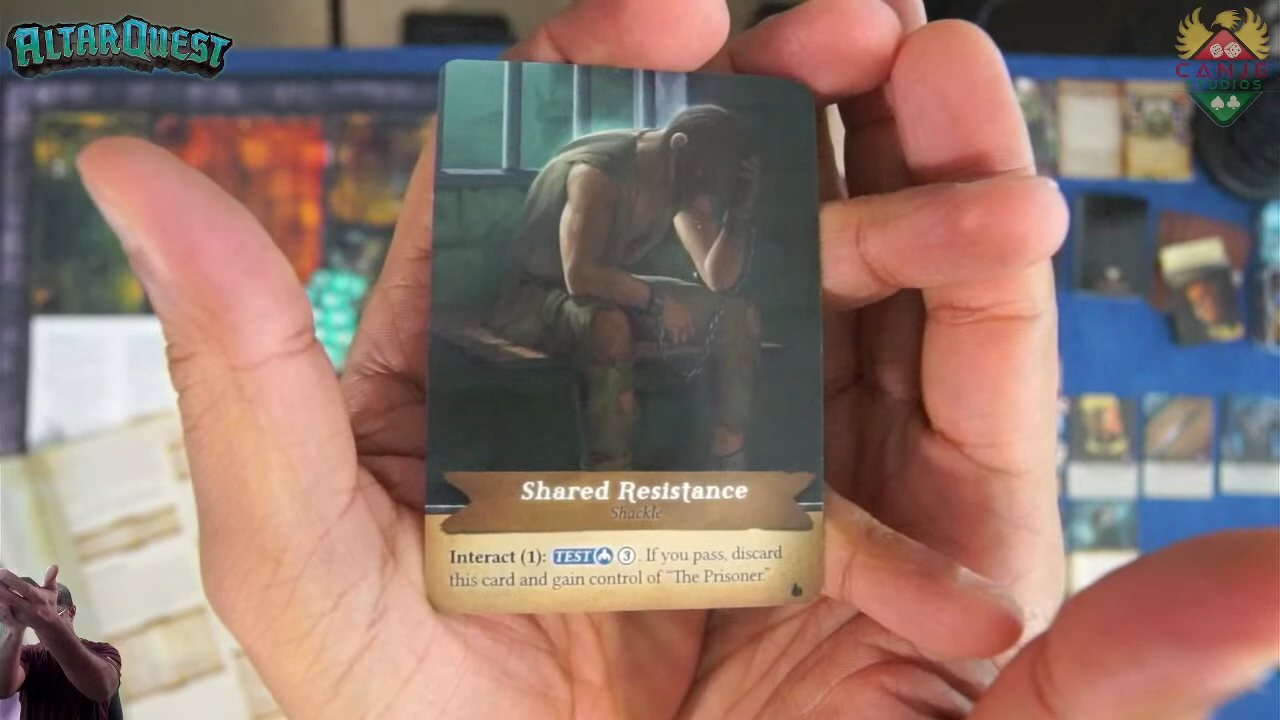 ALTARQUEST
CANJE
STUDIOS
Shared Resistance
Shackle
Interact (1): TEST 3. If you pass, discard
this card and gain control of "The Prisoner."